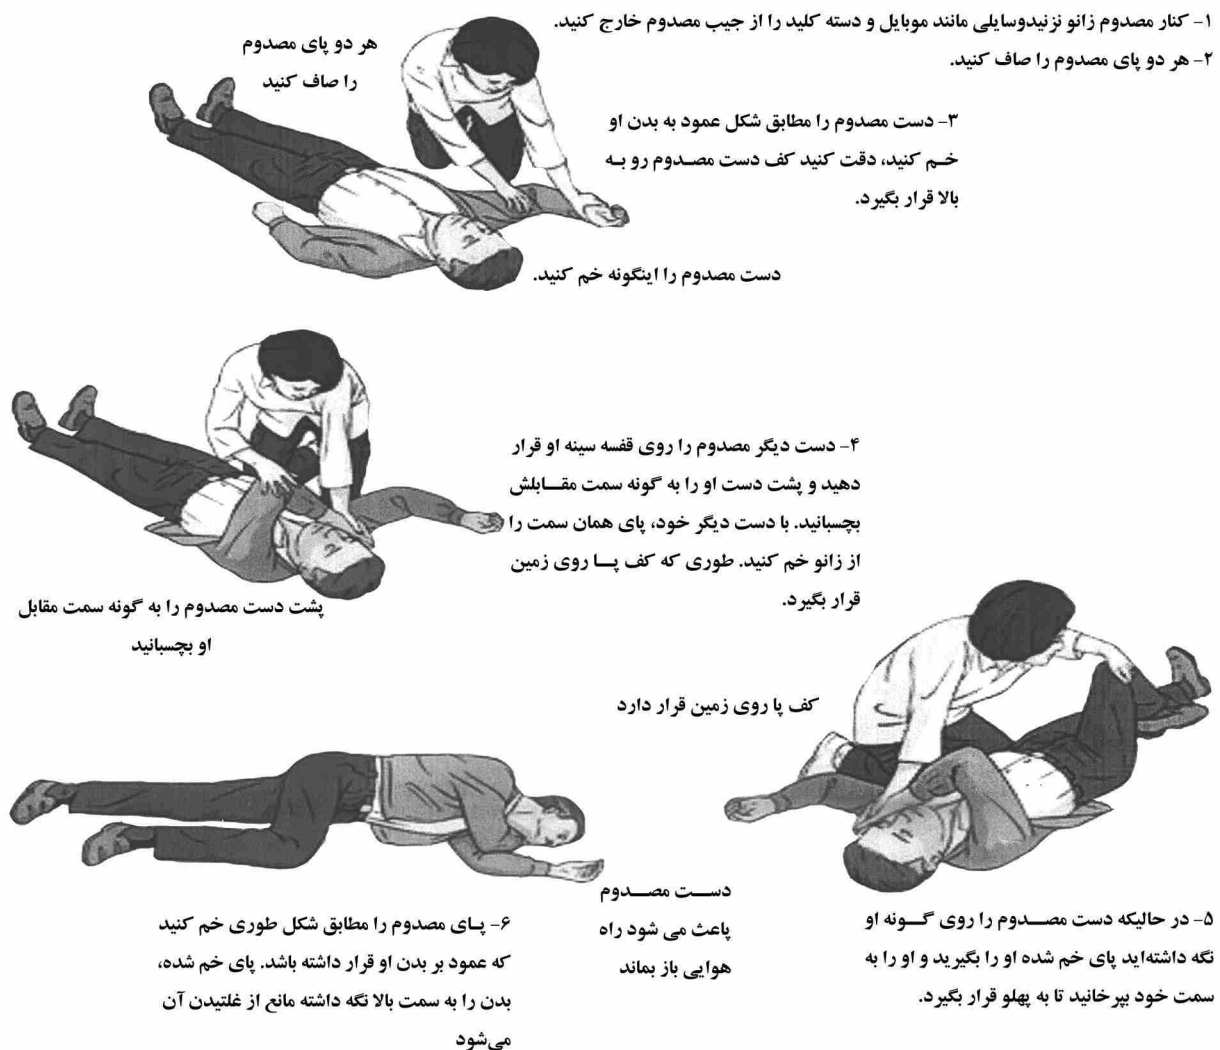 ۱- کنار مصدوم زانو نزنیدوسایلی مانند موبایل و دسته کلید را از جیب مصدوم خارج کنید.
۲- هر دو پای مصدوم را صاف کنید.
هر دو پای مصدوم
را صاف کنید
۳- دست مصدوم را مطابق شکل عمود به بدن او
خم کنید، دقت کنید کف دست مصدوم رو به
بالا قرار بگیرد.
دست مصدوم را اینگونه خم کنید.
۴- دست دیگر مصدوم را روی قفسه سینه او قرار
دهید و پشت دست او را به گونه سمت مقابلش
بچسبانید. با دست دیگر خود، پای همان سمت را
از زانو خم کنید. طوری که کف پا روی زمین
قرار بگیرد.
پشت دست مصدوم را به گونه سمت مقابل
او بچسبانید
کف پا روی زمین قرار دارد
۵- در حالیکه دست مصدوم را روی گونه او
نگه داشته‌اید پای خم شده او را بگیرید و او را به
سمت خود بپرخانید تا به پهلو قرار بگیرد.
دست مصدوم
پاعث می شود راه
هوایی باز بماند
۶- پای مصدوم را مطابق شکل طوری خم کنید
که عمود بر بدن او قرار داشته باشد. پای خم شده،
بدن را به سمت بالا نگه داشته مانع از غلتیدن آن
می‌شود